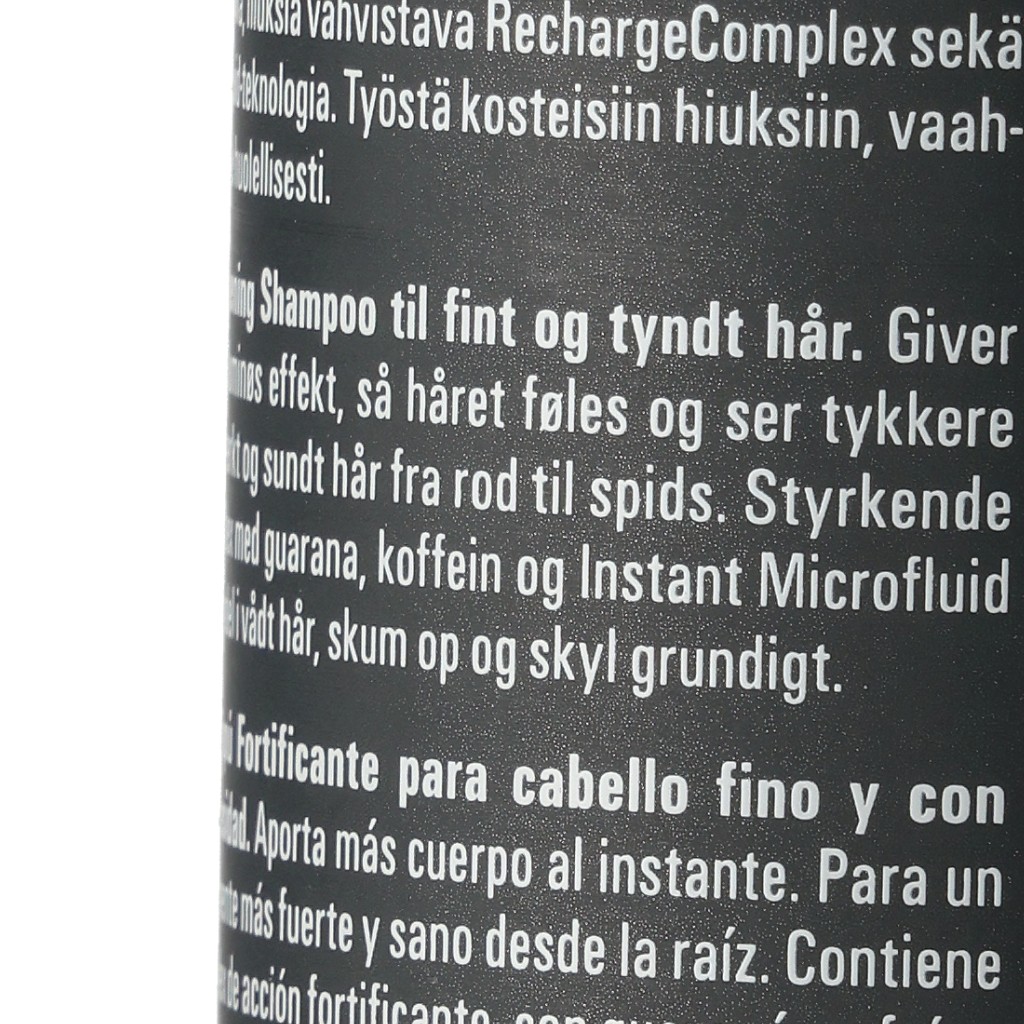 vahvistava RechargeComplex sekä
-teknologia. Työstä kosteisiin hiuksiin, vaah-
Shampoo til fint og tyndt hår. Giver
effekt, så håret føles og ser tykkere
og sundt hår fra rod til spids. Styrkende
med guarana, koffein og Instant Microfluid
i vådt hår, skum op og skyl grundigt.
Fortificante para cabello fino y con
Aporta más cuerpo al instante. Para un
más fuerte y sano desde la raíz. Contiene
de acción fortificante, con